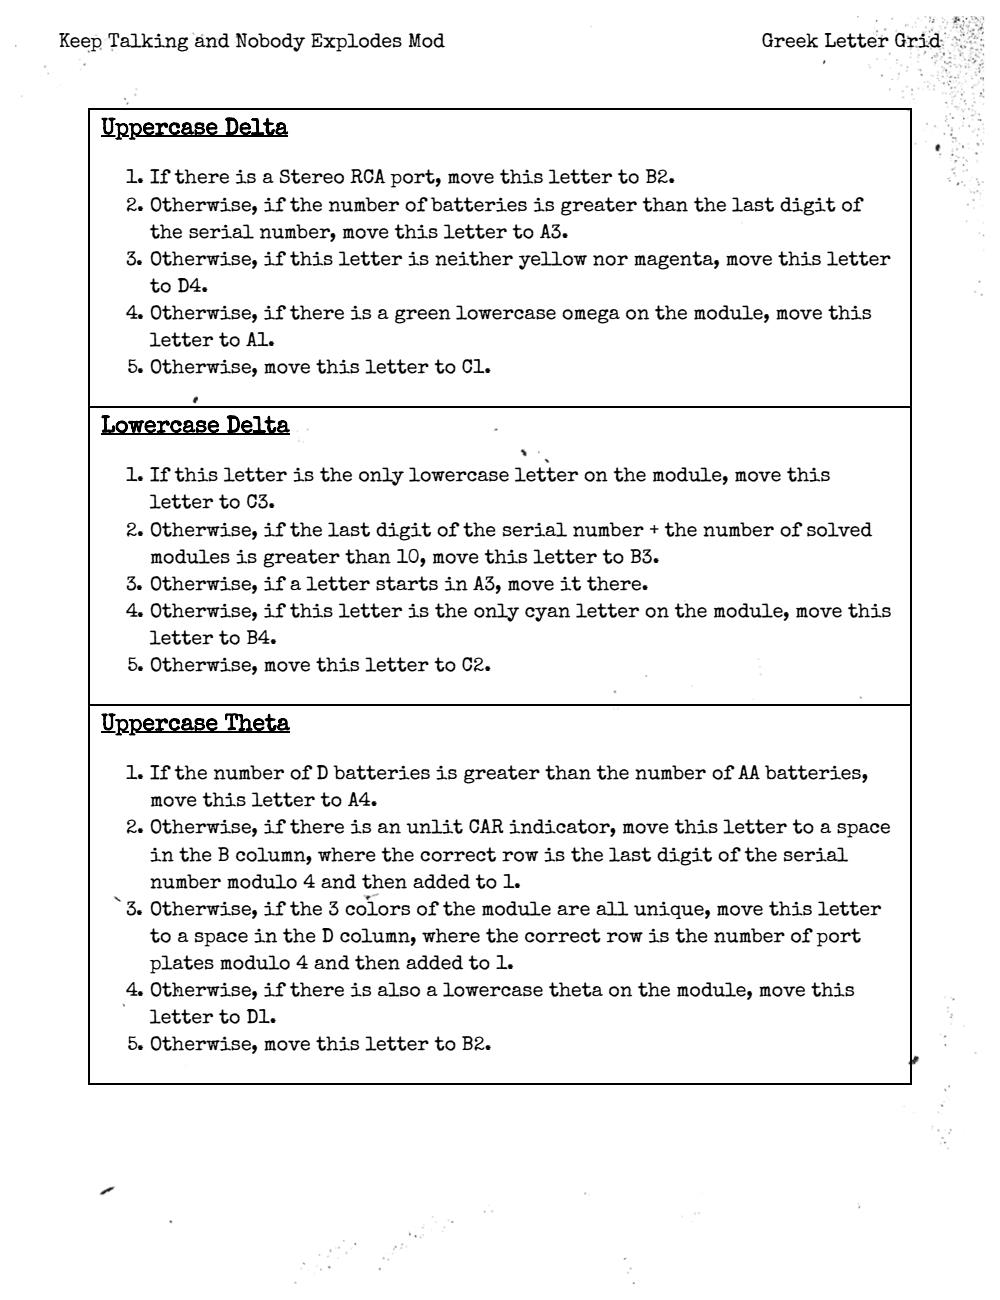 Keep Talking and Nobody Explodes Mod
Greek Letter Grid
Uppercase Delta
1. If there is a Stereo RCA port, move this letter to B2.
2. Otherwise, if the number of batteries is greater than the last digit of
the serial number, move this letter to A3.
3. Otherwise, if this letter is neither yellow nor magenta, move this letter
to D4.
4. Otherwise, if there is a green lowercase omega on the module, move this
letter to A1.
5. Otherwise, move this letter to C1.
Lowercase Delta
1. If this letter is the only lowercase letter on the module, move this
letter to C3.
2. Otherwise, if the last digit of the serial number + the number of solved
modules is greater than 10, move this letter to B3.
3. Otherwise, if a letter starts in A3, move it there.
4. Otherwise, if this letter is the only cyan letter on the module, move this
letter to B4.
5. Otherwise, move this letter to C2.
Uppercase Theta
1. If the number of D batteries is greater than the number of AA batteries,
move this letter to A4.
2. Otherwise, if there is an unlit CAR indicator, move this letter to a space
in the B column, where the correct row is the last digit of the serial
number modulo 4 and then added to 1.
3. Otherwise, if the 3 colors of the module are all unique, move this letter
to a space in the D column, where the correct row is the number of port
plates modulo 4 and then added to 1.
4. Otherwise, if there is also a lowercase theta on the module, move this
letter to D1.
5. Otherwise, move this letter to B2.